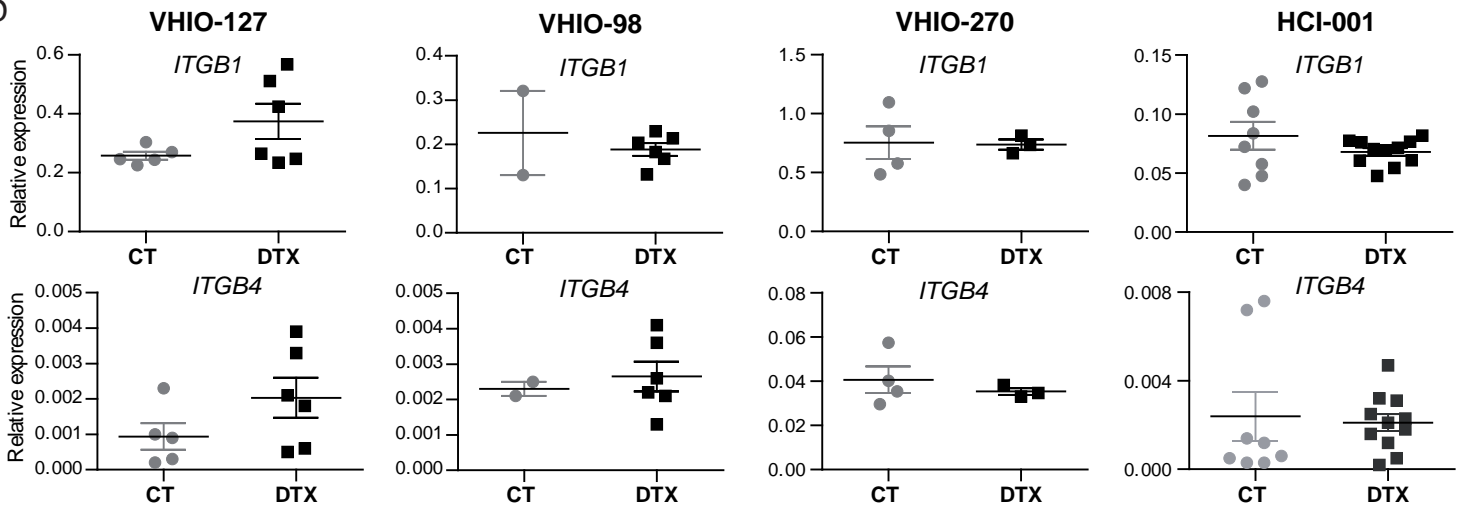 VHIO-127 VHIO-98 VHIO-270 HCI-001
Relative expression
0.6
0.4
0.2
0.0
ITGB1
CT DTX
0.4
0.3
0.2
0.1
0.0
ITGB1
CT DTX
1.5
1.0
0.5
0.0
ITGB1
CT DTX
0.15
0.10
0.05
0.00
ITGB1
CT DTX
Relative expression
0.005
0.004
0.003
0.002
0.001
0.000
ITGB4
CT DTX
0.005
0.004
0.003
0.002
0.001
0.000
ITGB4
CT DTX
0.08
0.06
0.04
0.02
0.00
ITGB4
CT DTX
0.008
0.004
0.000
ITGB4
CT DTX